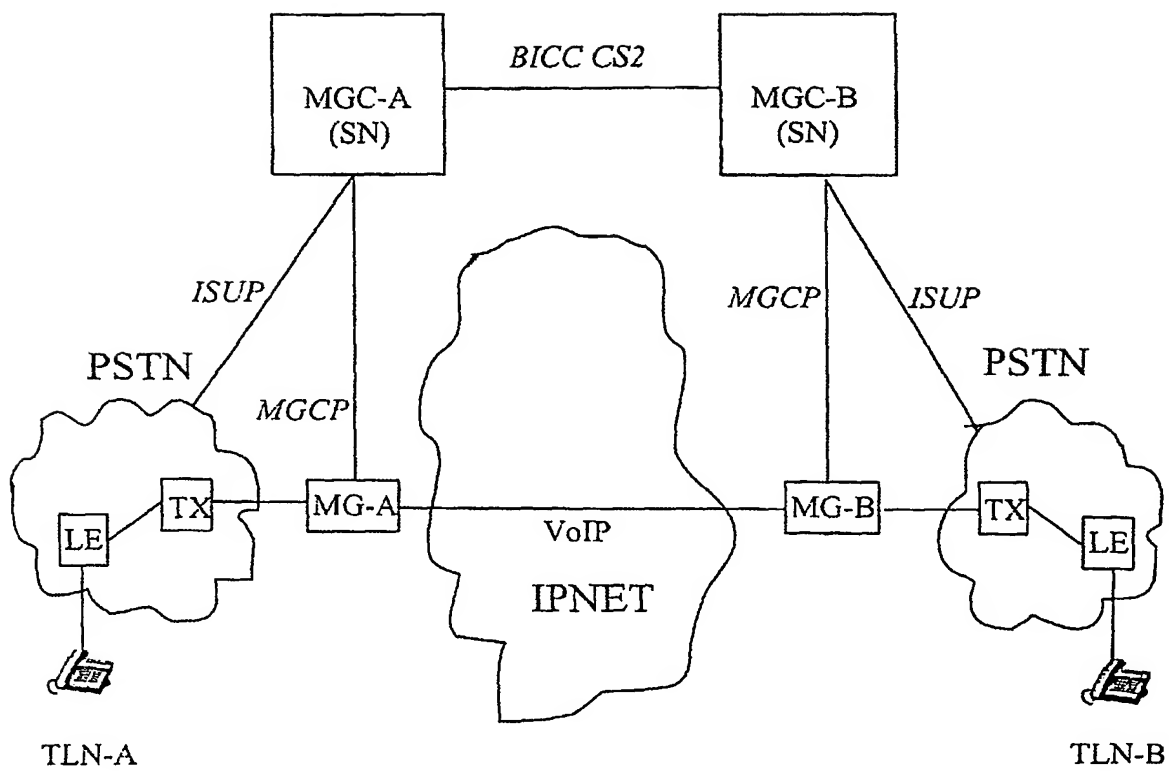 BICC CS2
MGC-A
(SN)
MGC-B
(SN)
ISUP
MGCP
ISUP
PSTN
PSTN
MGCP
TX
MG-A
MG-B
TX
LE
VoIP
LE
IPNET
TLN-A
TLN-B